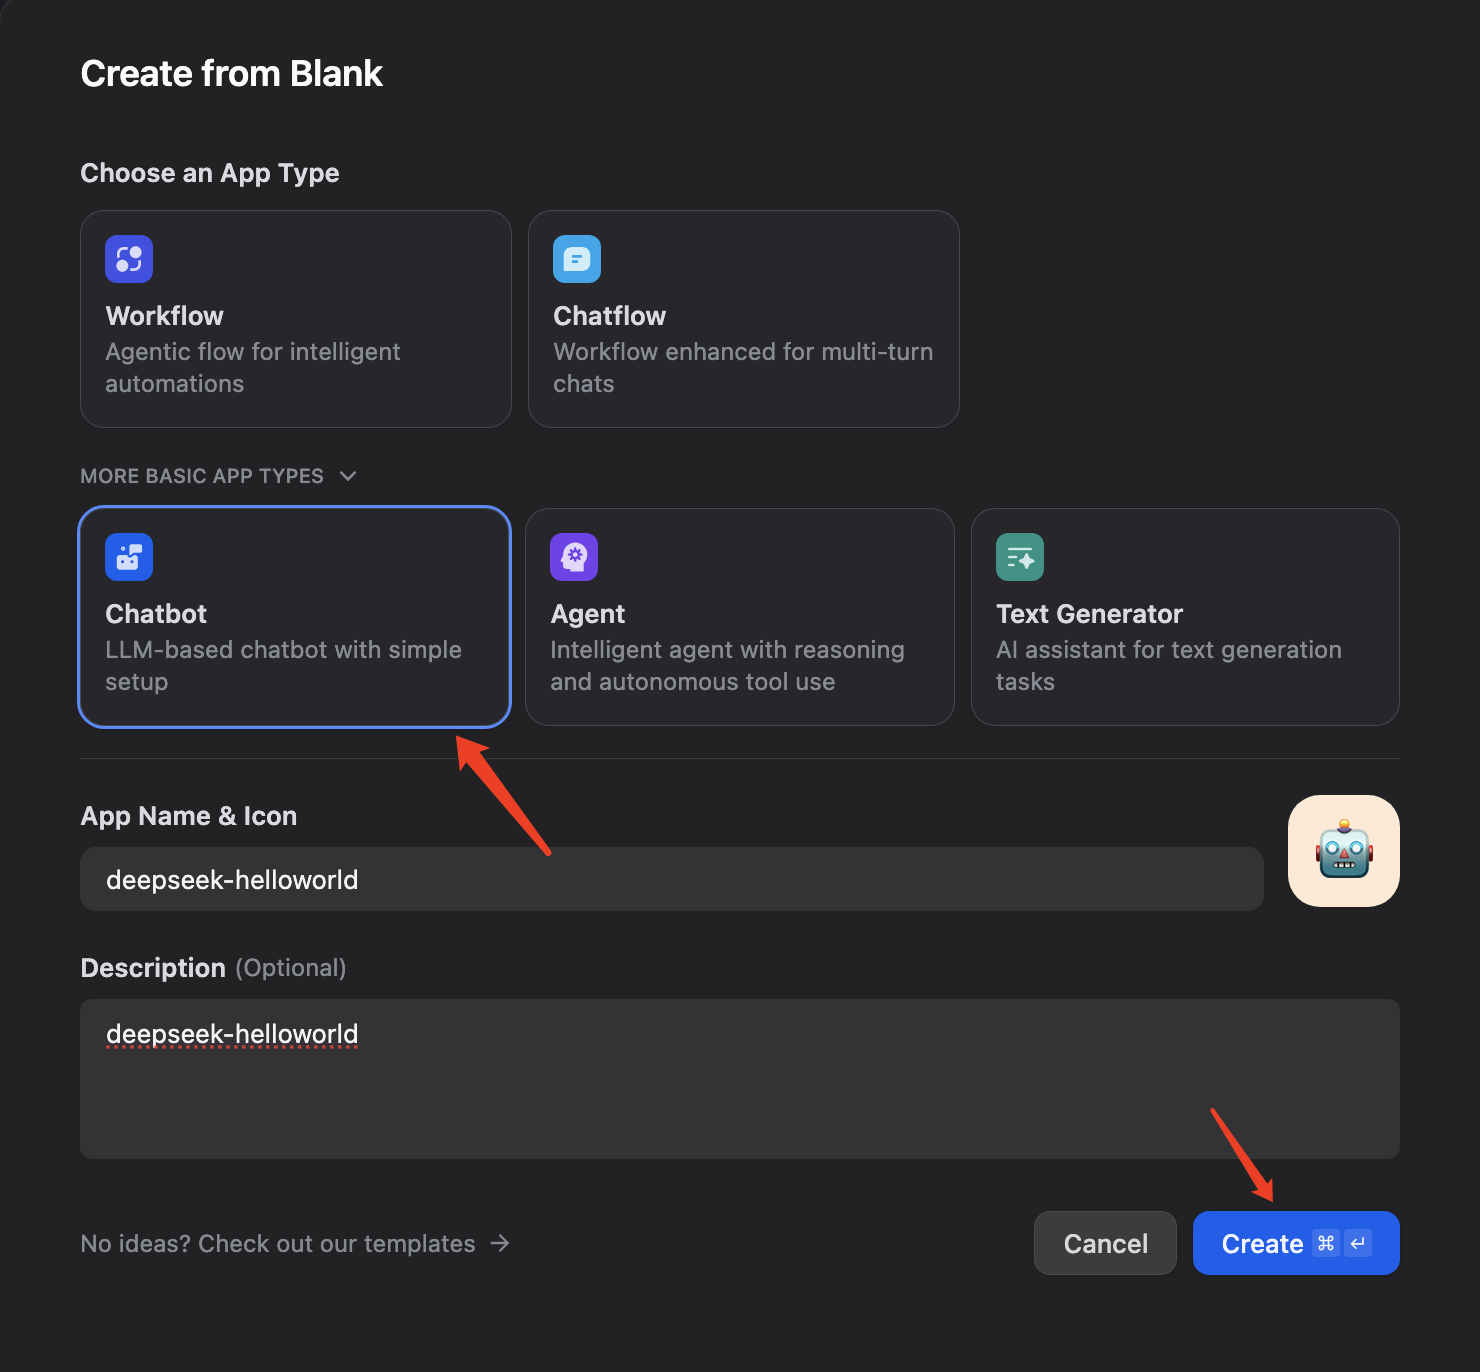 Create from Blank
Choose an App Type
Workflow
Agentic flow for intelligent
automations
Chatflow
Workflow enhanced for multi-turn
chats
MORE BASIC APP TYPES
Chatbot
LLM-based chatbot with simple
setup
Agent
Intelligent agent with reasoning
and autonomous tool use
Text Generator
AI assistant for text generation
tasks
App Name & Icon
deepseek-helloworld
Description (Optional)
deepseek-helloworld
No ideas? Check out our templates →
Cancel
Create ⌘ ↵